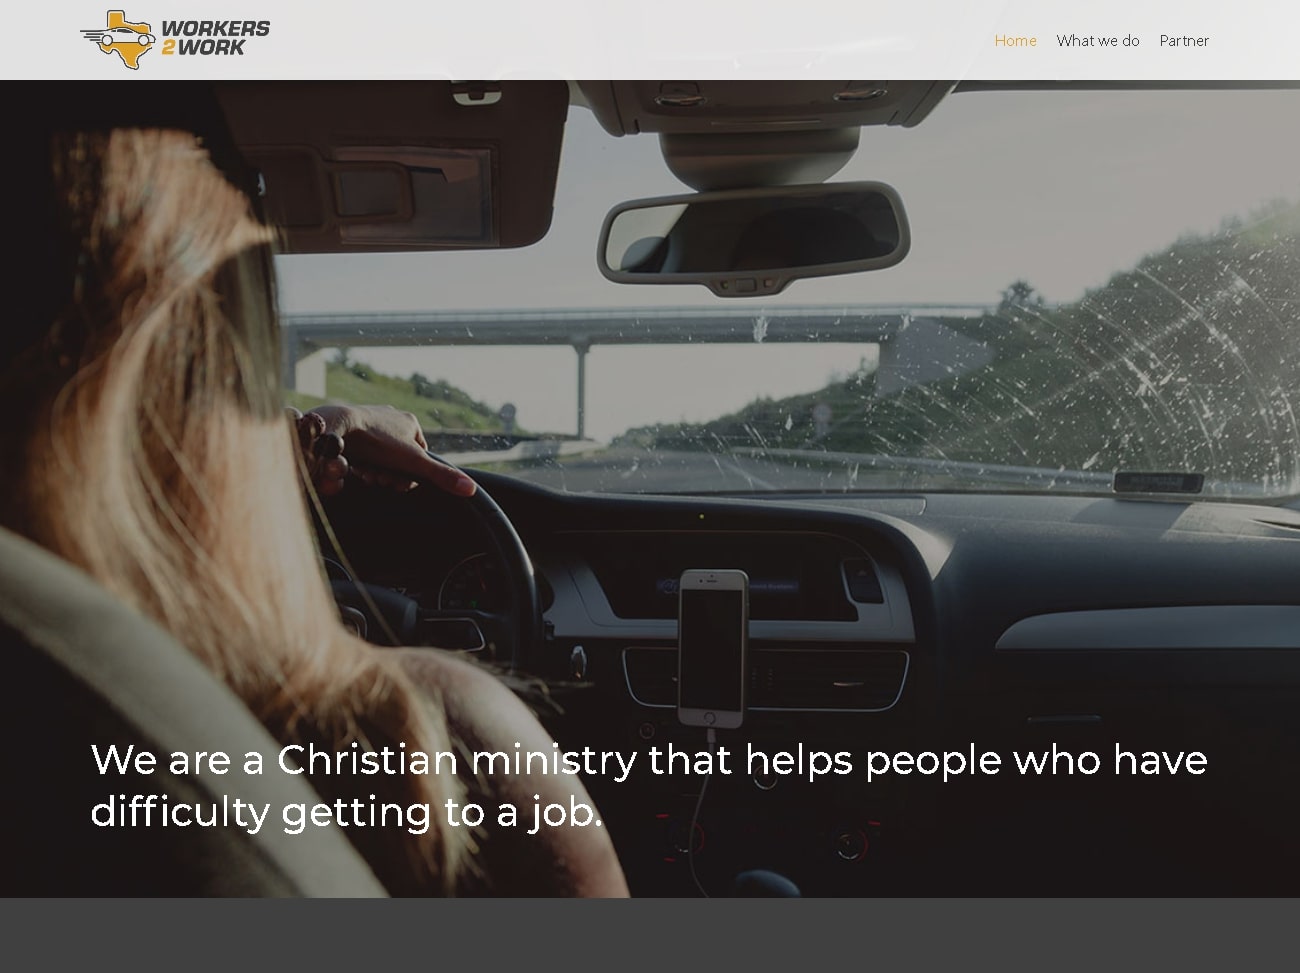 WORKERS
2WORK
Home What we do Partner
We are a Christian ministry that helps people who have
difficulty getting to a job.